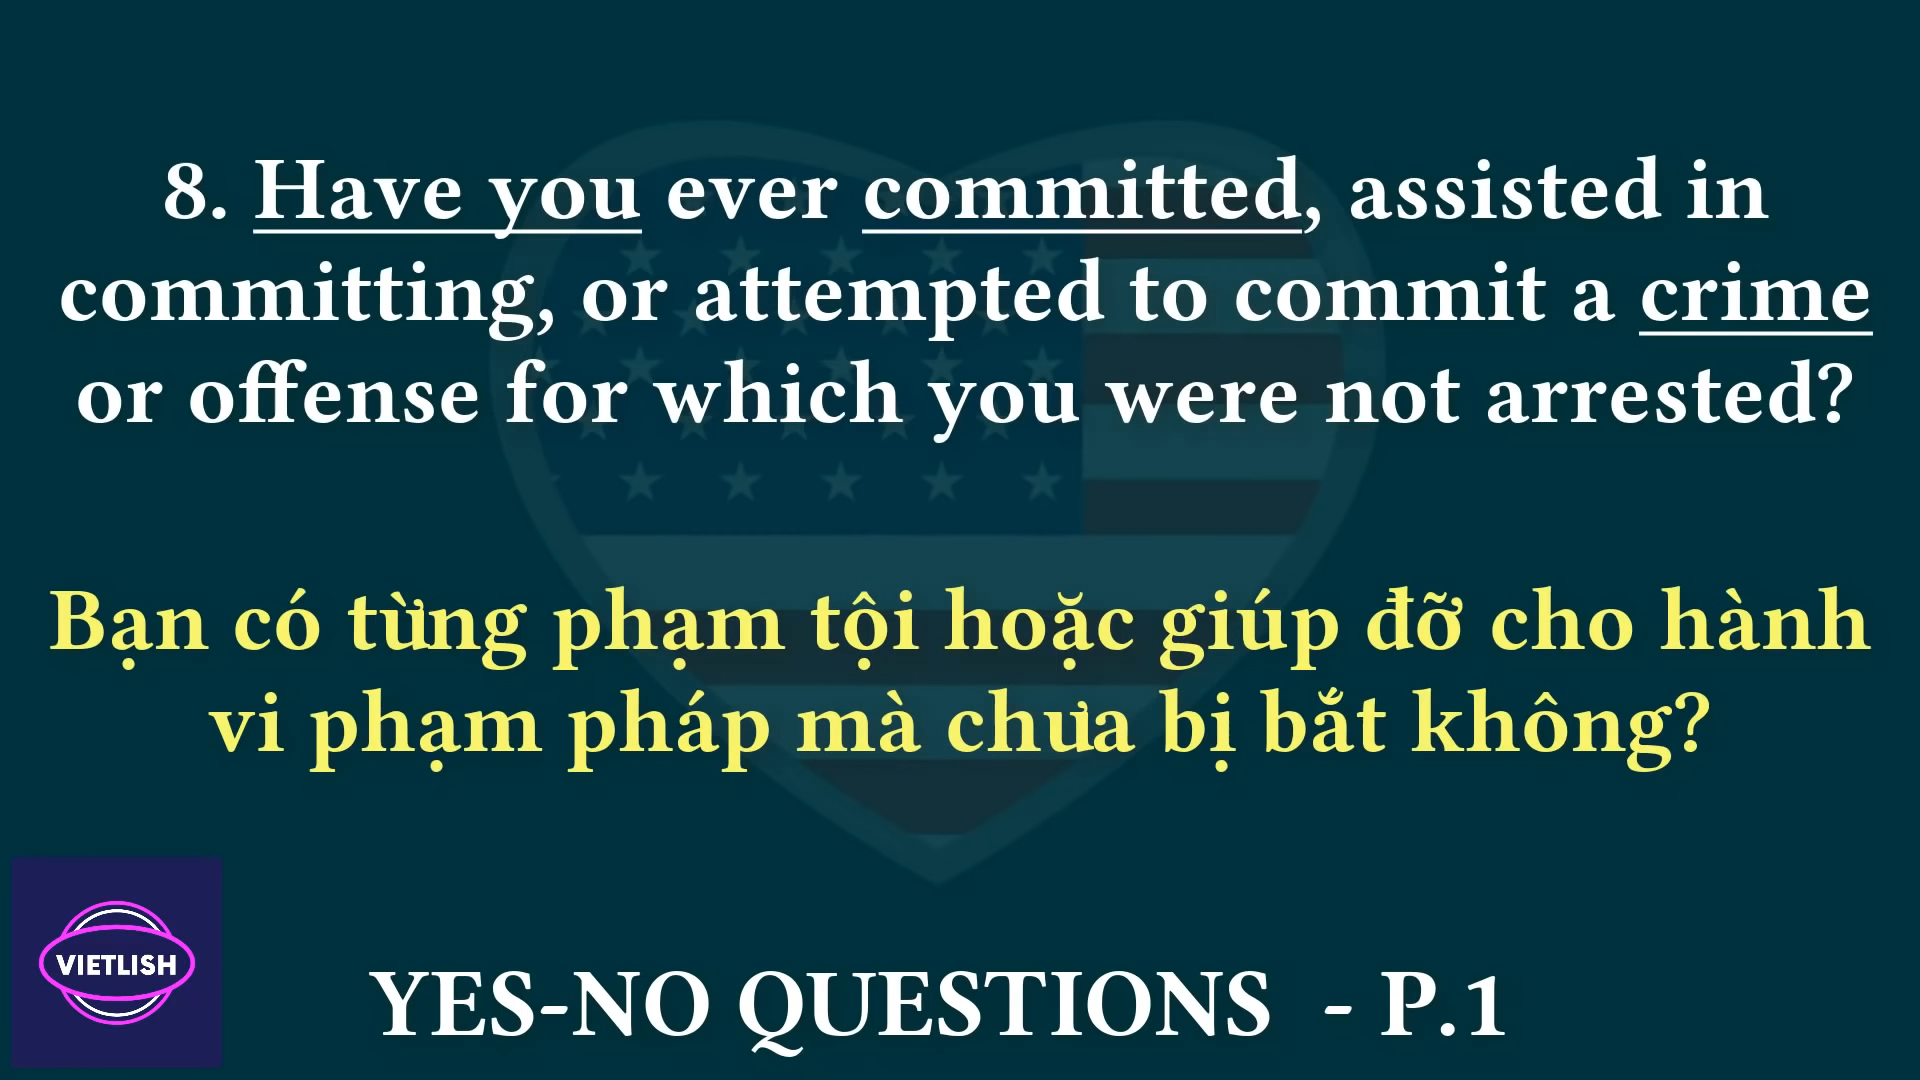 8. Have you ever committed, assisted in
committing, or attempted to commit a crime
or offense for which you were not arrested?
Bạn có từng phạm tội hoặc giúp đỡ cho hành
vi phạm pháp mà chưa bị bắt không?
VIETLISH
YES-NO QUESTIONS - P.1